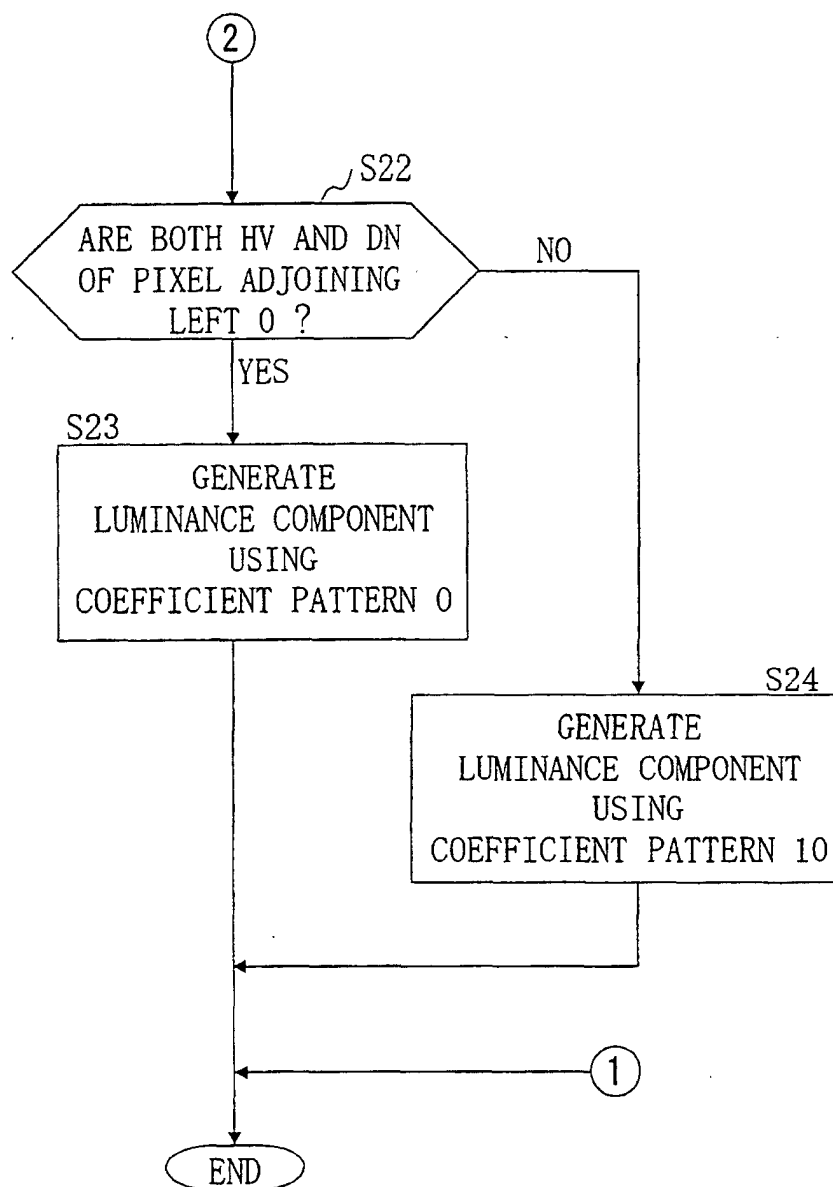 2
S22
ARE BOTH HV AND DN
OF PIXEL ADJOINING
LEFT 0 ?
NO
YES
S23
GENERATE
LUMINANCE COMPONENT
USING
COEFFICIENT PATTERN 0
S24
GENERATE
LUMINANCE COMPONENT
USING
COEFFICIENT PATTERN 10
1
END